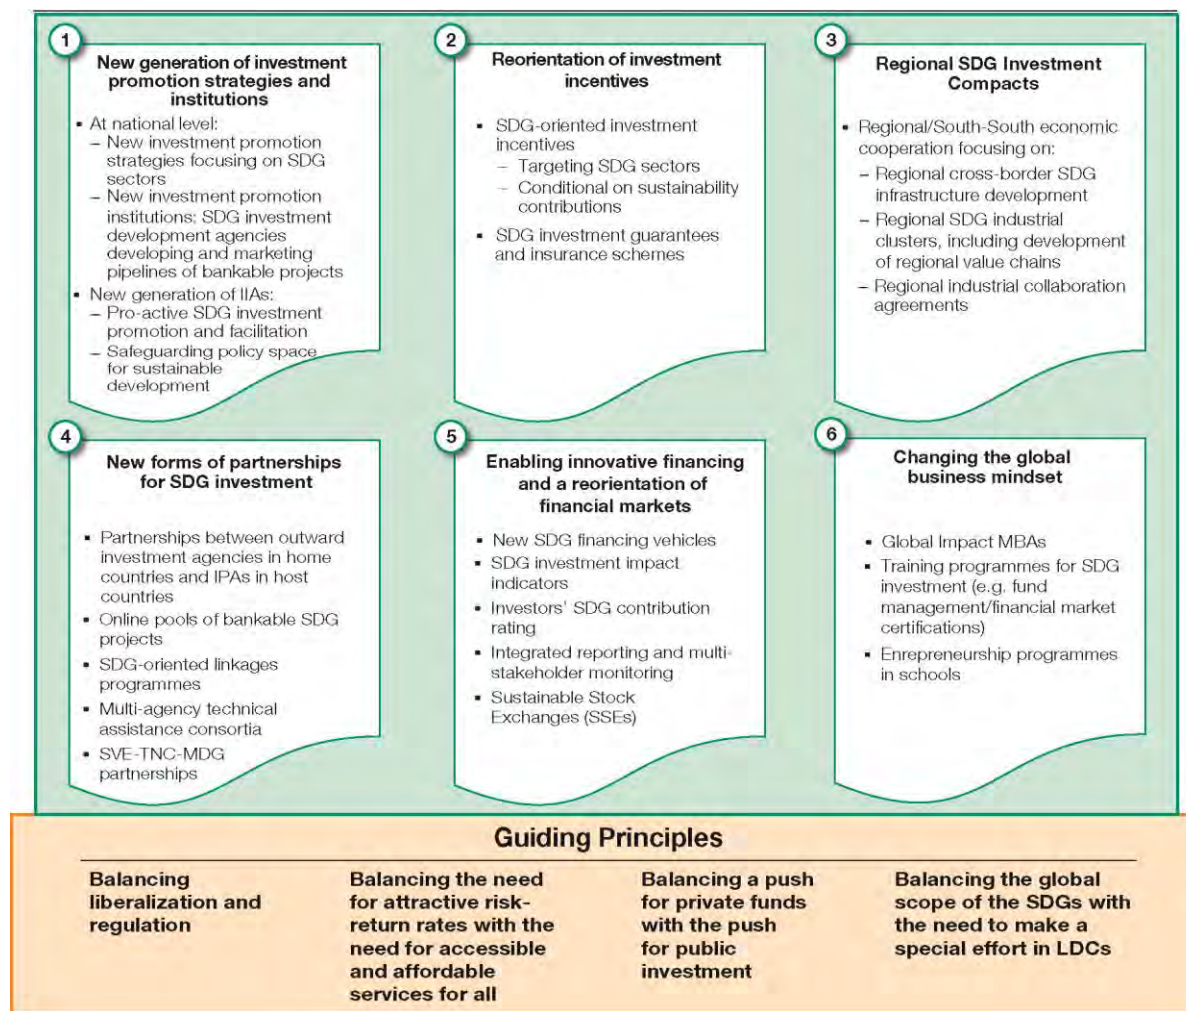 1
New generation of investment
promotion strategies and
institutions
▪ At national level:
– New investment promotion
strategies focusing on SDG
sectors
– New investment promotion
institutions: SDG investment
development agencies
developing and marketing
pipelines of bankable projects
▪ New generation of IIAs:
– Pro-active SDG investment
promotion and facilitation
– Safeguarding policy space
for sustainable
development
2
Reorientation of investment
incentives
▪ SDG-oriented investment
incentives
– Targeting SDG sectors
– Conditional on sustainability
contributions
▪ SDG investment guarantees
and insurance schemes
3
Regional SDG Investment
Compacts
▪ Regional/South-South economic
cooperation focusing on:
– Regional cross-border SDG
infrastructure development
– Regional SDG industrial
clusters, including development
of regional value chains
– Regional industrial collaboration
agreements
4
New forms of partnerships
for SDG investment
▪ Partnerships between outward
investment agencies in home
countries and IPAs in host
countries
▪ Online pools of bankable SDG
projects
▪ SDG-oriented linkages
programmes
▪ Multi-agency technical
assistance consortia
▪ SVE-TNC-MDG
partnerships
5
Enabling innovative financing
and a reorientation of
financial markets
▪ New SDG financing vehicles
▪ SDG investment impact
indicators
▪ Investors' SDG contribution
rating
▪ Integrated reporting and multi-
stakeholder monitoring
▪ Sustainable Stock
Exchanges (SSEs)
6
Changing the global
business mindset
▪ Global Impact MBAs
▪ Training programmes for SDG
investment (e.g. fund
management/financial market
certifications)
▪ Enrepreneurship programmes
in schools
Guiding Principles
Balancing
liberalization and
regulation
Balancing the need
for attractive risk-
return rates with the
need for accessible
and affordable
services for all
Balancing a push
for private funds
with the push
for public
investment
Balancing the global
scope of the SDGs with
the need to make a
special effort in LDCs